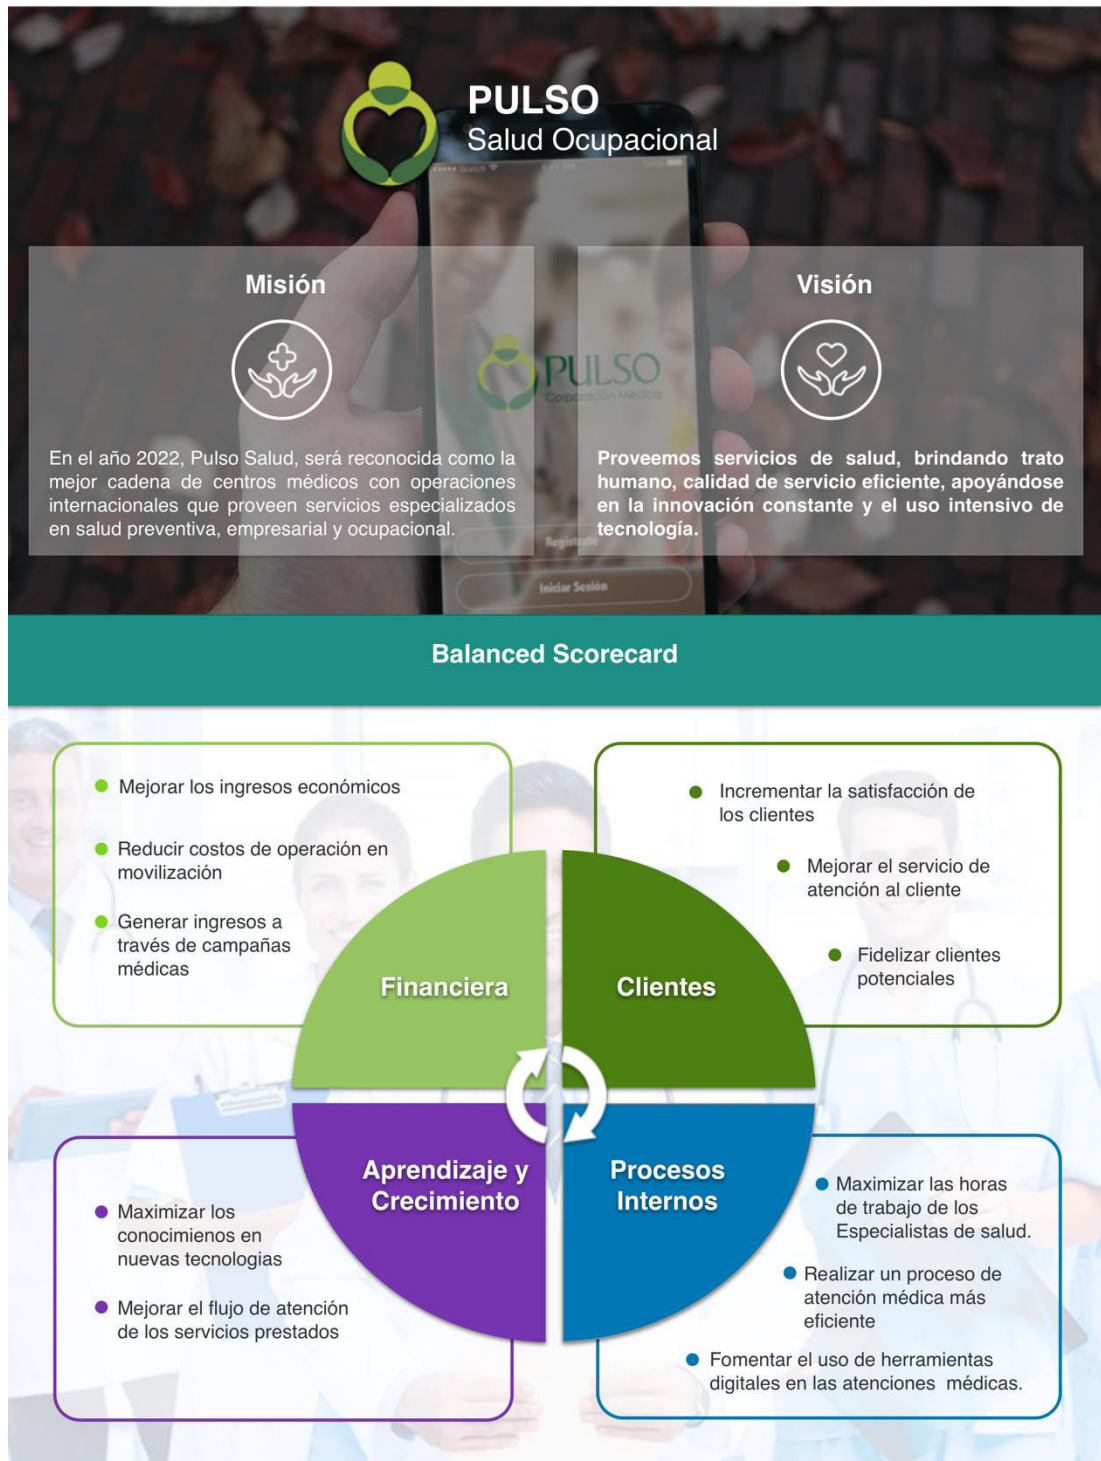 PULSO
Salud Ocupacional
Misión
En el año 2022, Pulso Salud, será reconocida como la
mejor cadena de centros médicos con operaciones
internacionales que proveen servicios especializados
en salud preventiva, empresarial y ocupacional.
Visión
Proveemos servicios de salud, brindando trato
humano, calidad de servicio eficiente, apoyándose
en la innovación constante y el uso intensivo de
tecnología.
PULSO
Corporación Médica
Regístrate
Iniciar Sesión
Balanced Scorecard
Mejorar los ingresos económicos
Reducir costos de operación en
movilización
Generar ingresos a
través de campañas
médicas
Financiera
Incrementar la satisfacción de
los clientes
Mejorar el servicio de
atención al cliente
Fidelizar clientes
potenciales
Clientes
Aprendizaje y
Crecimiento
Maximizar los
conocimienos en
nuevas tecnologias
Mejorar el flujo de atención
de los servicios prestados
Procesos
Internos
Maximizar las horas
de trabajo de los
Especialistas de salud.
Realizar un proceso de
atención médica más
eficiente
Fomentar el uso de herramientas
digitales en las atenciones médicas.